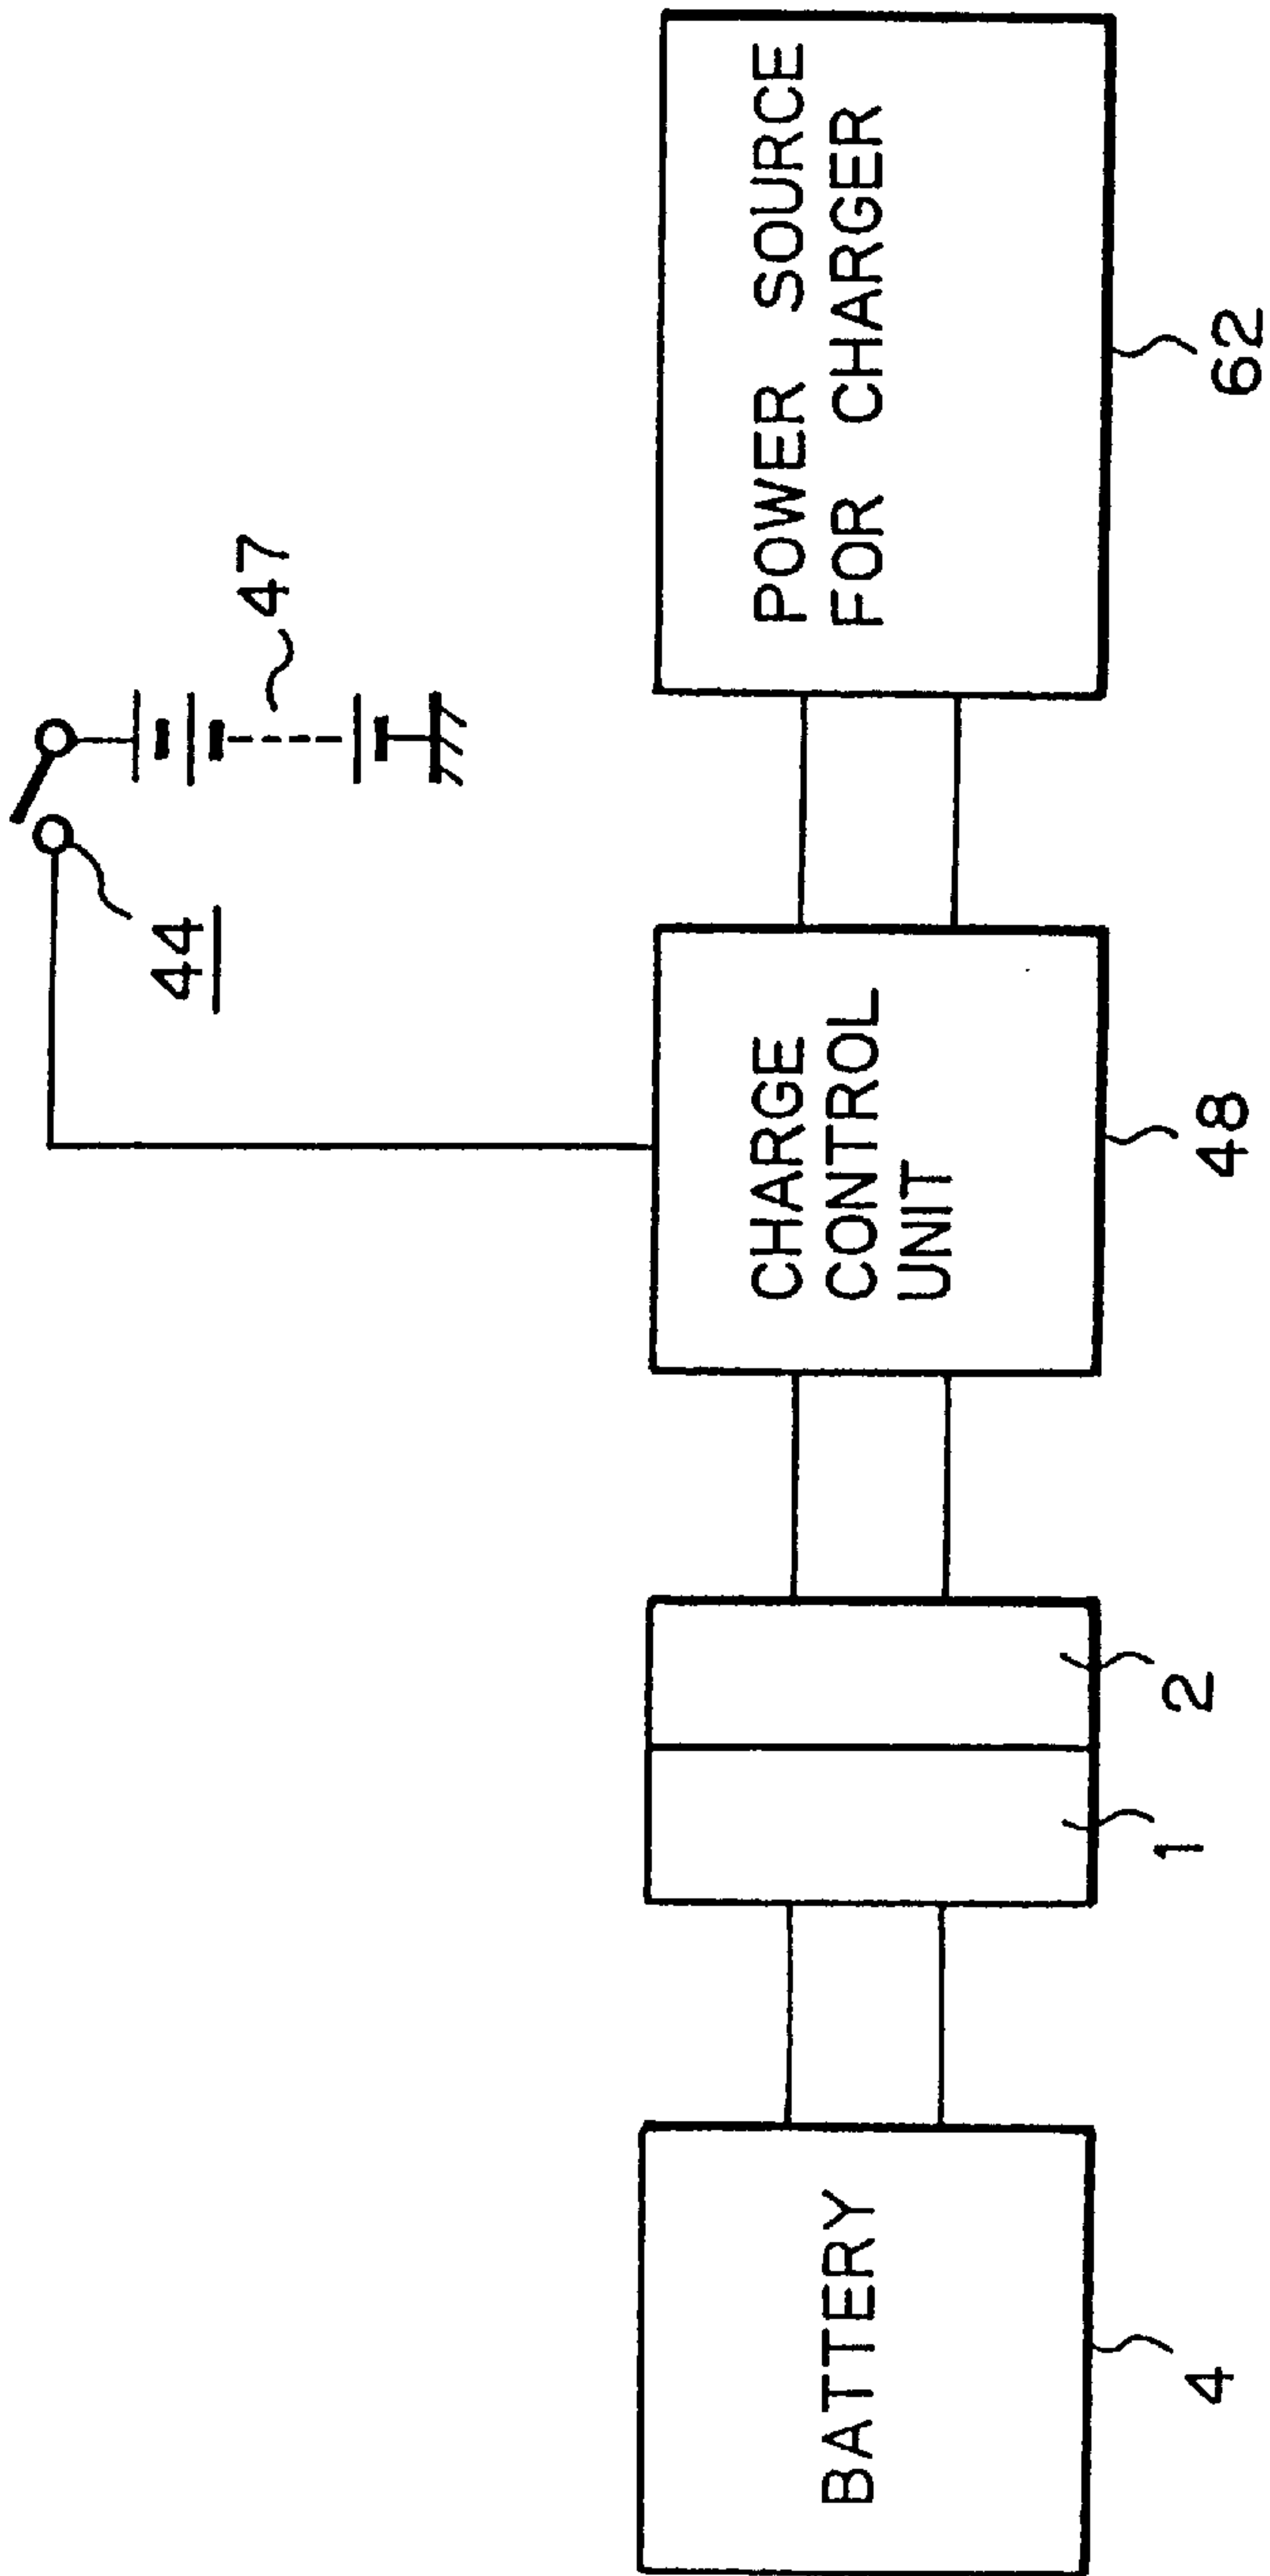 44
47
BATTERY
CHARGE
CONTROL
UNIT
POWER SOURCE
FOR CHARGER
4
1
2
48
62